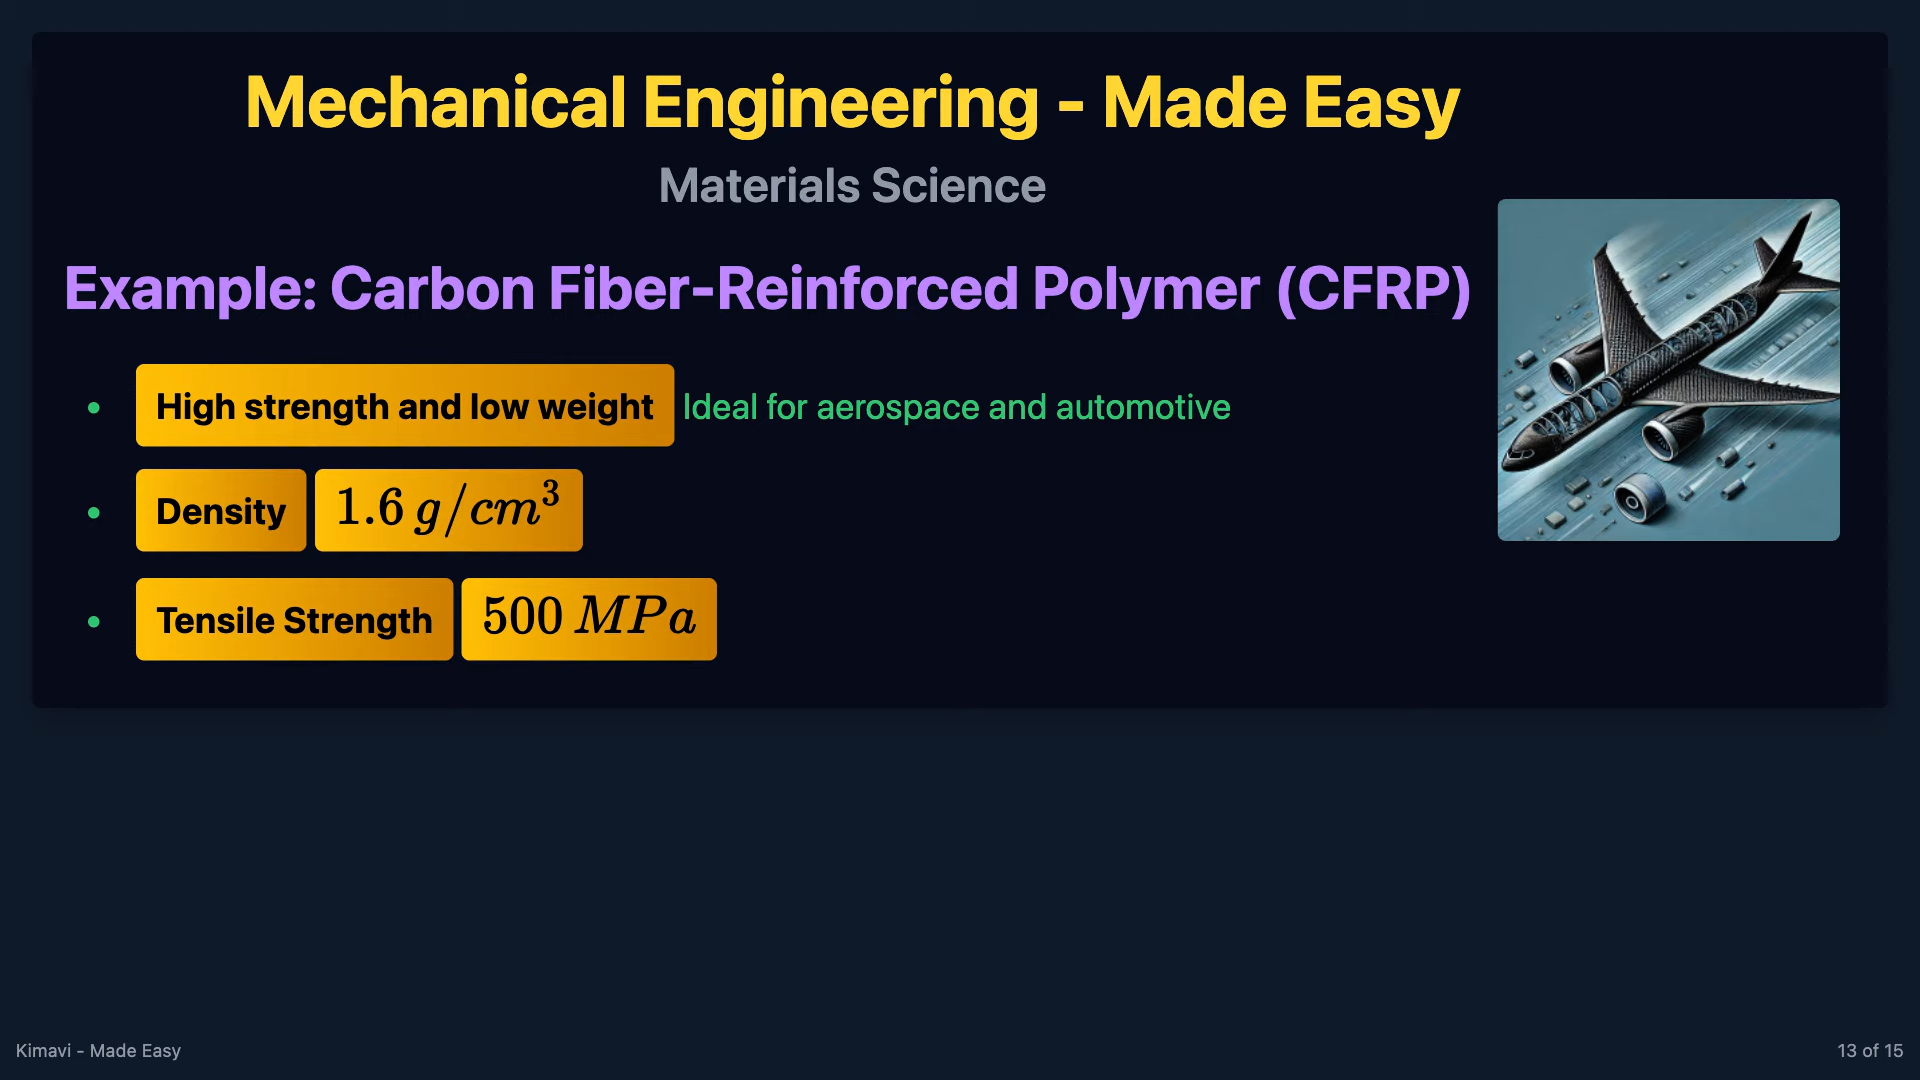 Mechanical Engineering - Made Easy
Materials Science
Example: Carbon Fiber-Reinforced Polymer (CFRP)
• High strength and low weight Ideal for aerospace and automotive
• Density 1.6 g/cm³
• Tensile Strength 500 MPa
Kimavi - Made Easy
13 of 15